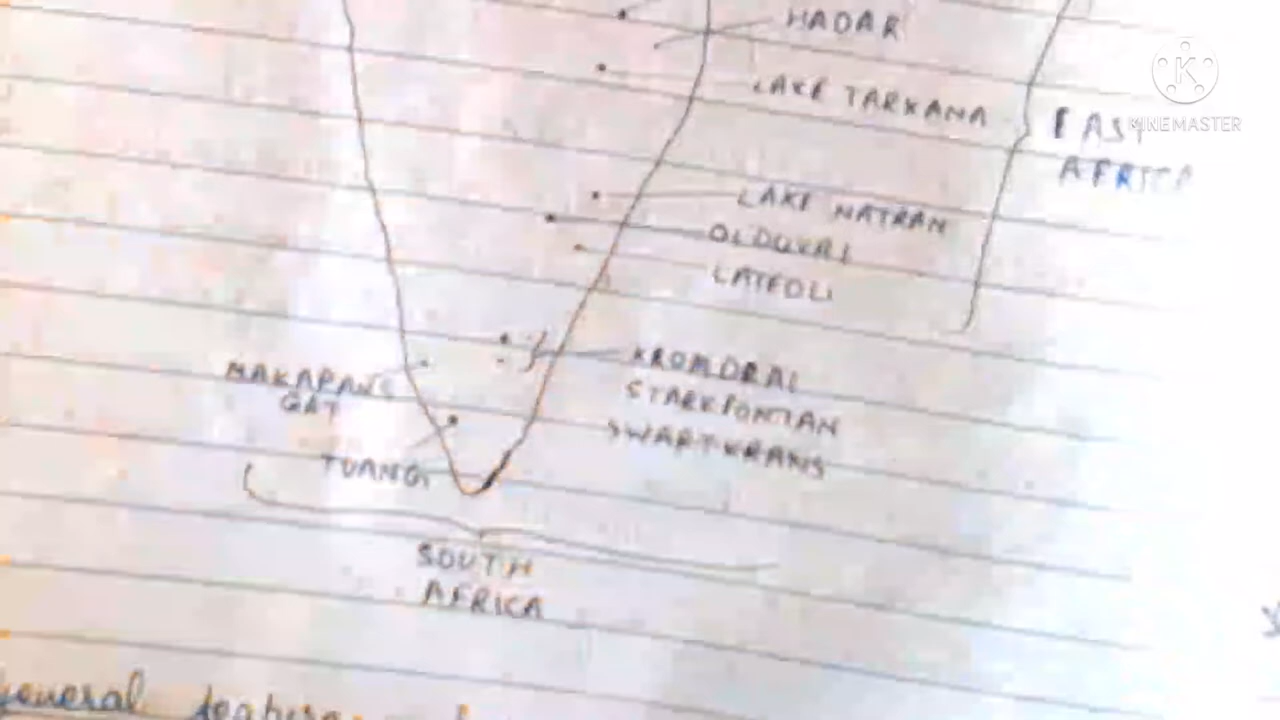 HADAR
LAKE TARKANA
EAST
AFRICA
KINEMASTER
LAKE NATRAN
OLDUVAI
LATEOLI
KROMDRAI
STARKFONTAN
SWARTKRANS
MAKAPANS
GAT
TUANG
SOUTH
AFRICA
general features